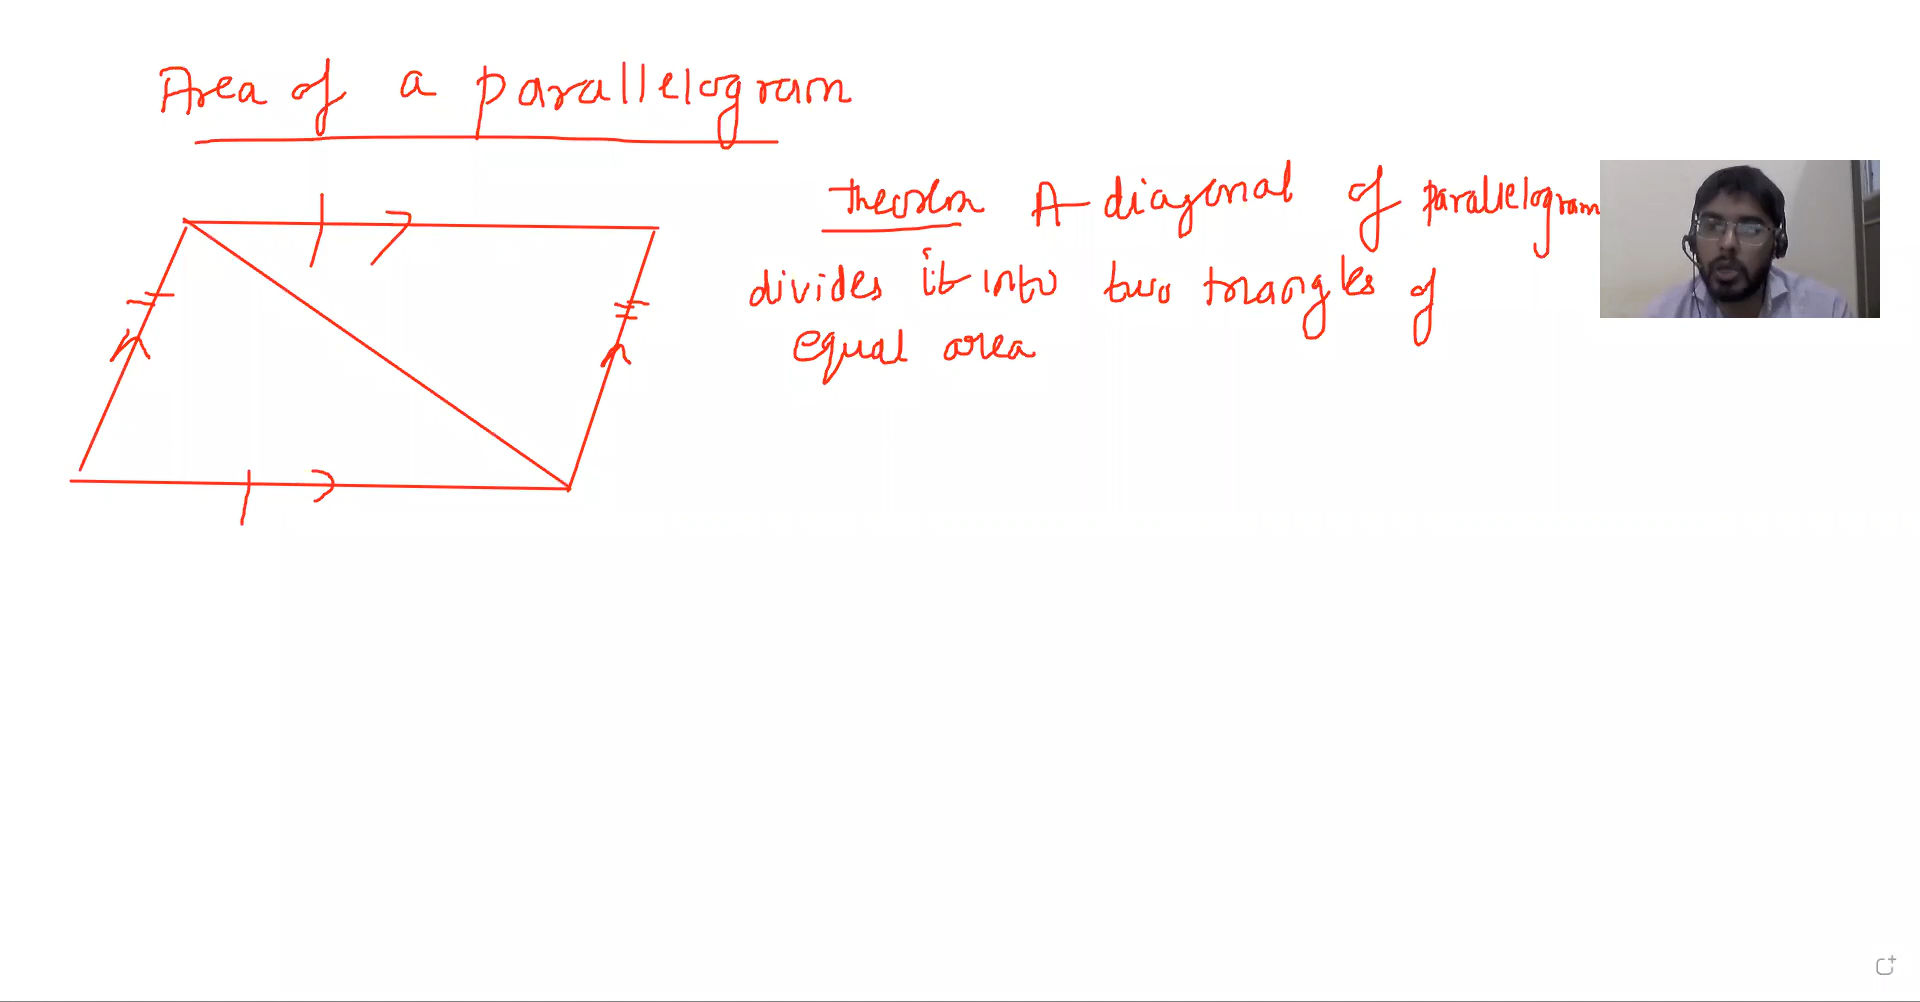 Area of a parallelogram
theorem A diagonal of parallelogram
divides it into two triangles of
equal area